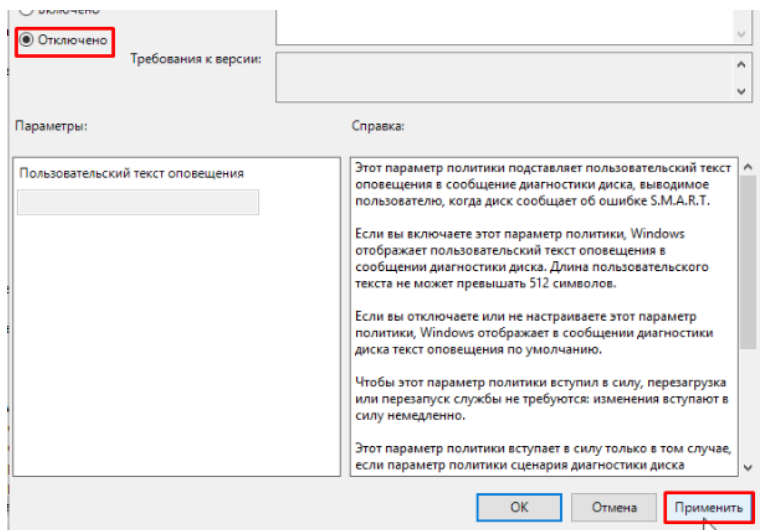 Включено
Отключено
Требования к версии:
Параметры:
Справка:
Пользовательский текст оповещения
Этот параметр политики подставляет пользовательский текст
оповещения в сообщение диагностики диска, выводимое
пользователю, когда диск сообщает об ошибке S.M.A.R.T.
Если вы включаете этот параметр политики, Windows
отображает пользовательский текст оповещения в
сообщении диагностики диска. Длина пользовательского
текста не может превышать 512 символов.
Если вы отключаете или не настраиваете этот параметр
политики, Windows отображает в сообщении диагностики
диска текст оповещения по умолчанию.
Чтобы этот параметр политики вступил в силу, перезагрузка
или перезапуск службы не требуются: изменения вступают в
силу немедленно.
Этот параметр политики вступает в силу только в том случае,
если параметр политики сценария диагностики диска
ОК
Отмена
Применить